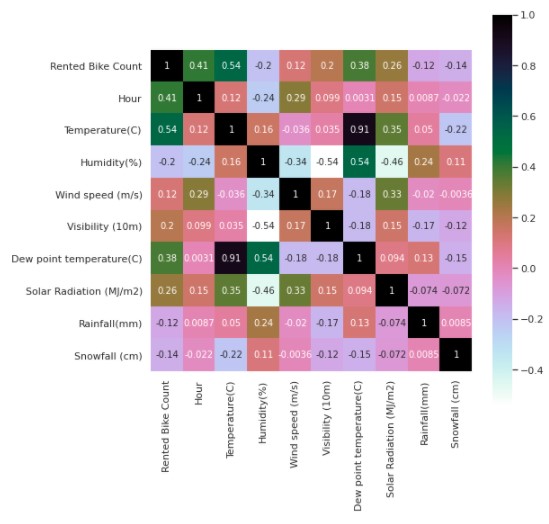 1.0
Rented Bike Count 1 0.41 0.54 -0.2 0.12 0.2 0.38 0.26 -0.12 -0.14
0.8
Hour 0.41 1 0.12 -0.24 0.29 0.099 0.0031 0.15 0.0087 -0.022
Temperature(C) 0.54 0.12 1 0.16 -0.036 0.035 0.91 0.35 0.05 -0.22
0.6
Humidity(%) -0.2 -0.24 0.16 1 -0.34 -0.54 0.54 -0.46 0.24 0.11
0.4
Wind speed (m/s) 0.12 0.29 -0.036 -0.34 1 0.17 -0.18 0.33 -0.02 -0.0036
0.2
Visibility (10m) 0.2 0.099 0.035 -0.54 0.17 1 -0.18 0.15 -0.17 -0.12
Dew point temperature(C) 0.38 0.0031 0.91 0.54 -0.18 -0.18 1 0.094 0.13 -0.15
0.0
Solar Radiation (MJ/m2) 0.26 0.15 0.35 -0.46 0.33 0.15 0.094 1 -0.074 -0.072
-0.2
Rainfall(mm) -0.12 0.0087 0.05 0.24 -0.02 -0.17 0.13 -0.074 1 0.0085
Snowfall (cm) -0.14 -0.022 -0.22 0.11 -0.0036 -0.12 -0.15 -0.072 0.0085 1
-0.4
Rented Bike Count
Hour
Temperature(C)
Humidity(%)
Wind speed (m/s)
Visibility (10m)
Dew point temperature(C)
Solar Radiation (MJ/m2)
Rainfall(mm)
Snowfall (cm)